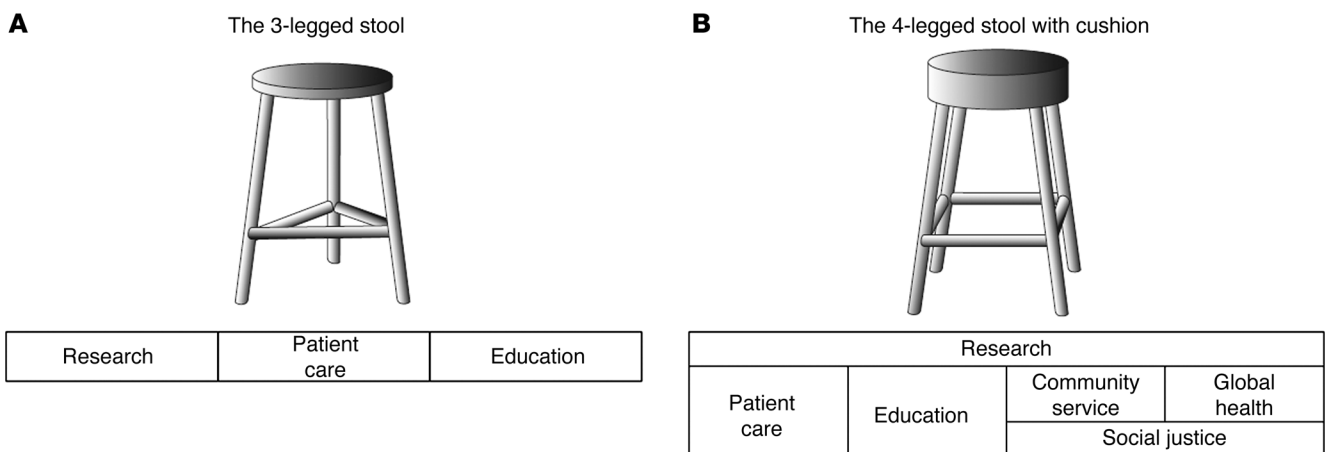 A
The 3-legged stool
Research
Patient
care
Education
B
The 4-legged stool with cushion
Research
Patient
care
Education
Community
service
Global
health
Social justice